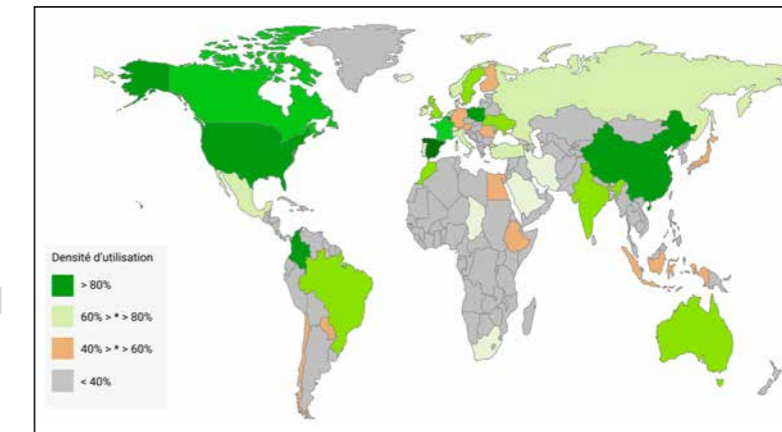 Densité d'utilisation
> 80%
60% > * > 80%
40% > * > 60%
< 40%